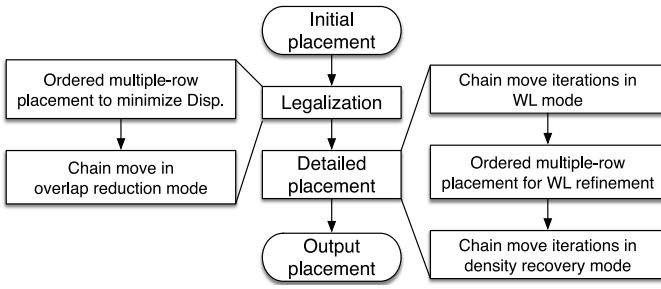 Initial
placement
Ordered multiple-row
placement to minimize Disp.
Chain move in
overlap reduction mode
Legalization
Detailed
placement
Output
placement
Chain move iterations in
WL mode
Ordered multiple-row
placement for WL refinement
Chain move iterations in
density recovery mode